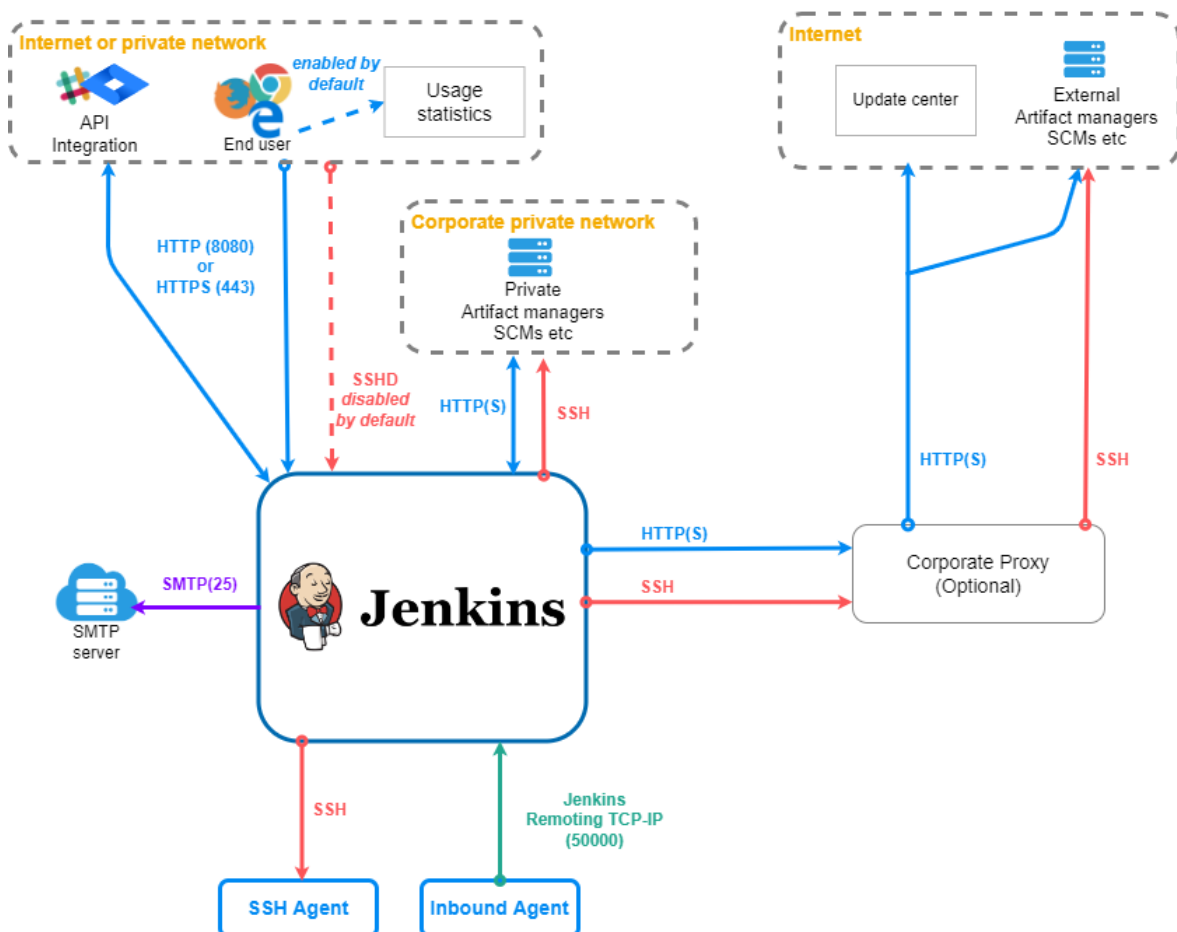 Internet or private network
API
Integration
End user
enabled by
default
Usage
statistics
Internet
Update center
External
Artifact managers
SCMs etc
Corporate private network
Private
Artifact managers
SCMs etc
HTTP (8080)
or
HTTPS (443)
SSHD
disabled
by default
HTTP(S)
SSH
HTTP(S)
SSH
HTTP(S)
SSH
Corporate Proxy
(Optional)
SMTP(25)
SMTP
server
Jenkins
SSH
Jenkins
Remoting TCP-IP
(50000)
SSH Agent
Inbound Agent